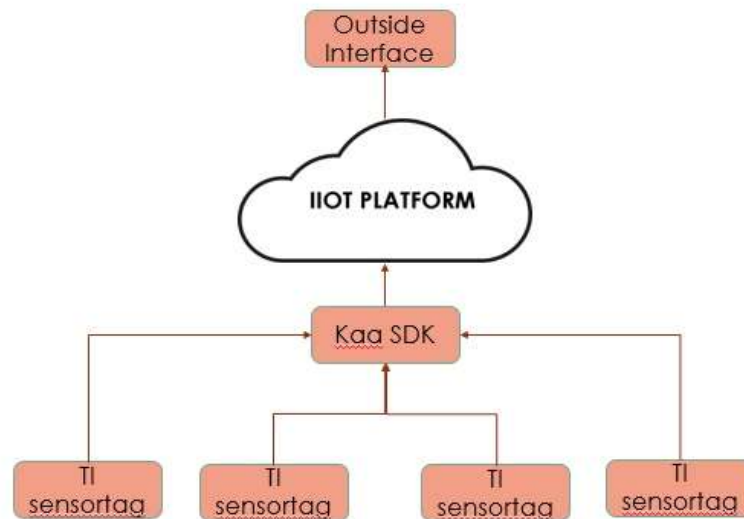 Outside
Interface
IIOT PLATFORM
Kaa SDK
TI
sensortag
TI
sensortag
TI
sensortag
TI
sensortag